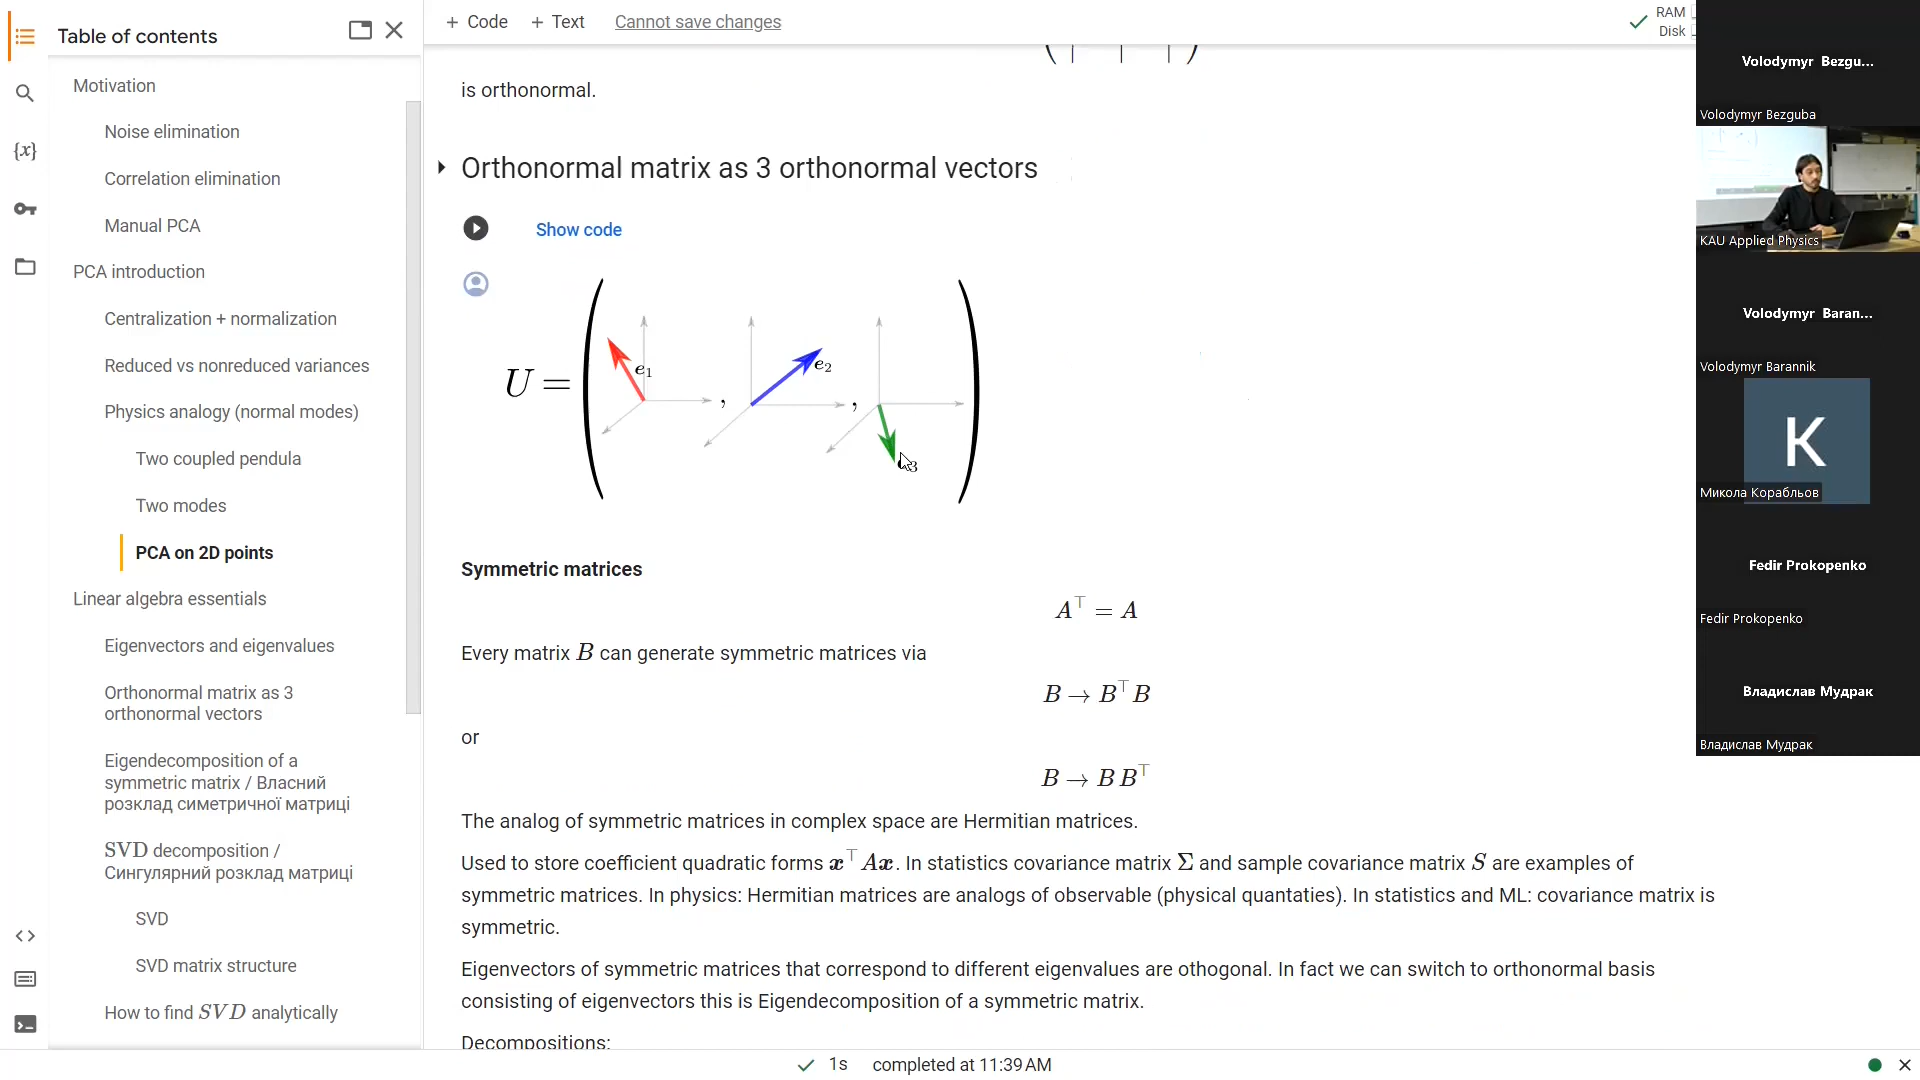 Table of contents
Motivation
Noise elimination
Correlation elimination
Manual PCA
PCA introduction
Centralization + normalization
Reduced vs nonreduced variances
Physics analogy (normal modes)
Two coupled pendula
Two modes
PCA on 2D points
Linear algebra essentials
Eigenvectors and eigenvalues
Orthonormal matrix as 3
orthonormal vectors
Eigendecomposition of a
symmetric matrix / Власний
розклад симетричної матриці
SVD decomposition /
Сингулярний розклад матриці
SVD
SVD matrix structure
How to find SVD analytically
+ Code + Text Cannot save changes
RAM
Disk
is orthonormal.
Orthonormal matrix as 3 orthonormal vectors
Show code
U = ( e₁ , e₂ , e₃ )
Symmetric matrices
A⊤ = A
Every matrix B can generate symmetric matrices via
B → B⊤ B
or
B → B B⊤
The analog of symmetric matrices in complex space are Hermitian matrices.
Used to store coefficient quadratic forms x⊤ Ax. In statistics covariance matrix Σ and sample covariance matrix S are examples of
symmetric matrices. In physics: Hermitian matrices are analogs of observable (physical quantaties). In statistics and ML: covariance matrix is
symmetric.
Eigenvectors of symmetric matrices that correspond to different eigenvalues are othogonal. In fact we can switch to orthonormal basis
consisting of eigenvectors this is Eigendecomposition of a symmetric matrix.
Decompositions:
1s completed at 11:39 AM
Volodymyr Bezgu...
Volodymyr Bezguba
KAU Applied Physics
Volodymyr Baran...
Volodymyr Barannik
K
Микола Корабльов
Fedir Prokopenko
Fedir Prokopenko
Владислав Мудрак
Владислав Мудрак